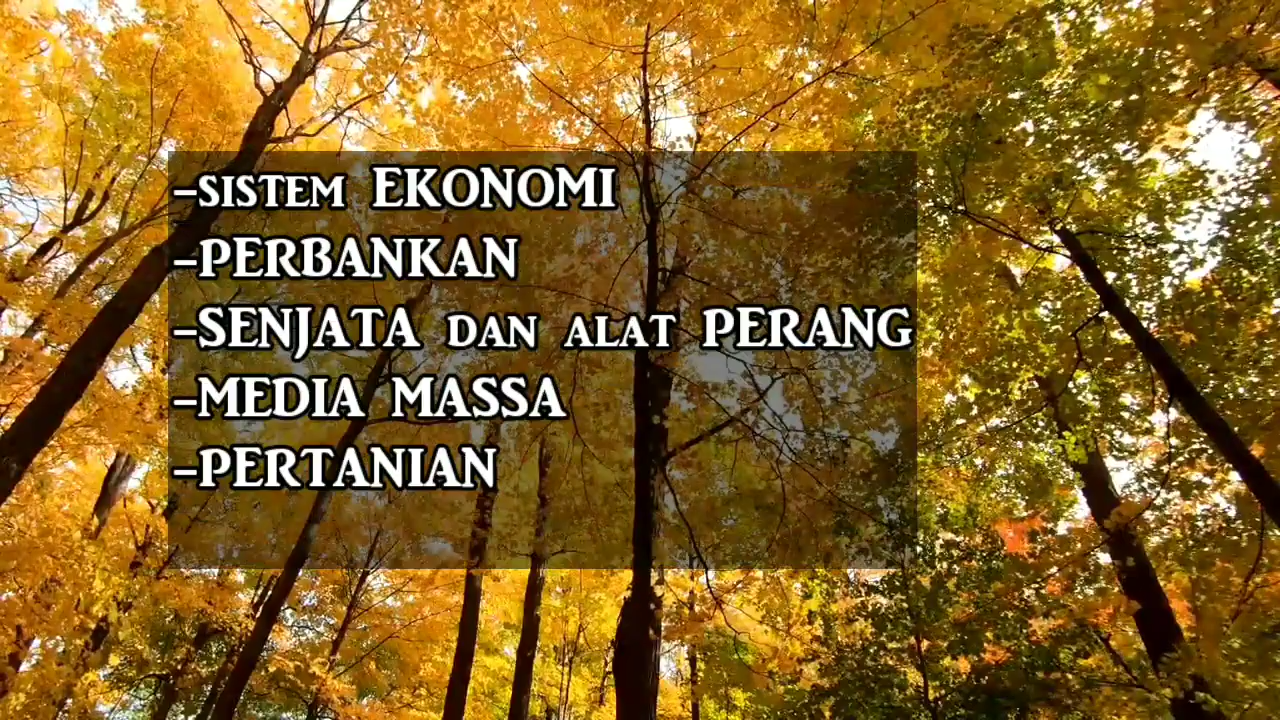 -SISTEM EKONOMI
-PERBANKAN
-SENJATA DAN ALAT PERANG
-MEDIA MASSA
-PERTANIAN